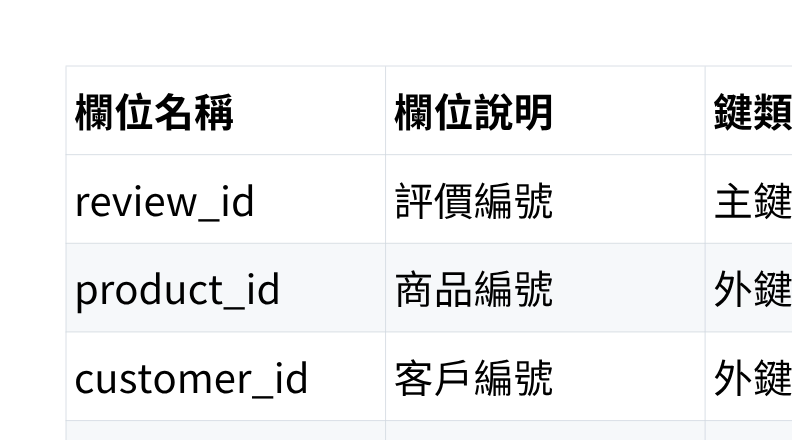 欄位名稱 欄位說明 鍵類
review_id 評價編號 主鍵
product_id 商品編號 外鍵
customer_id 客戶編號 外鍵